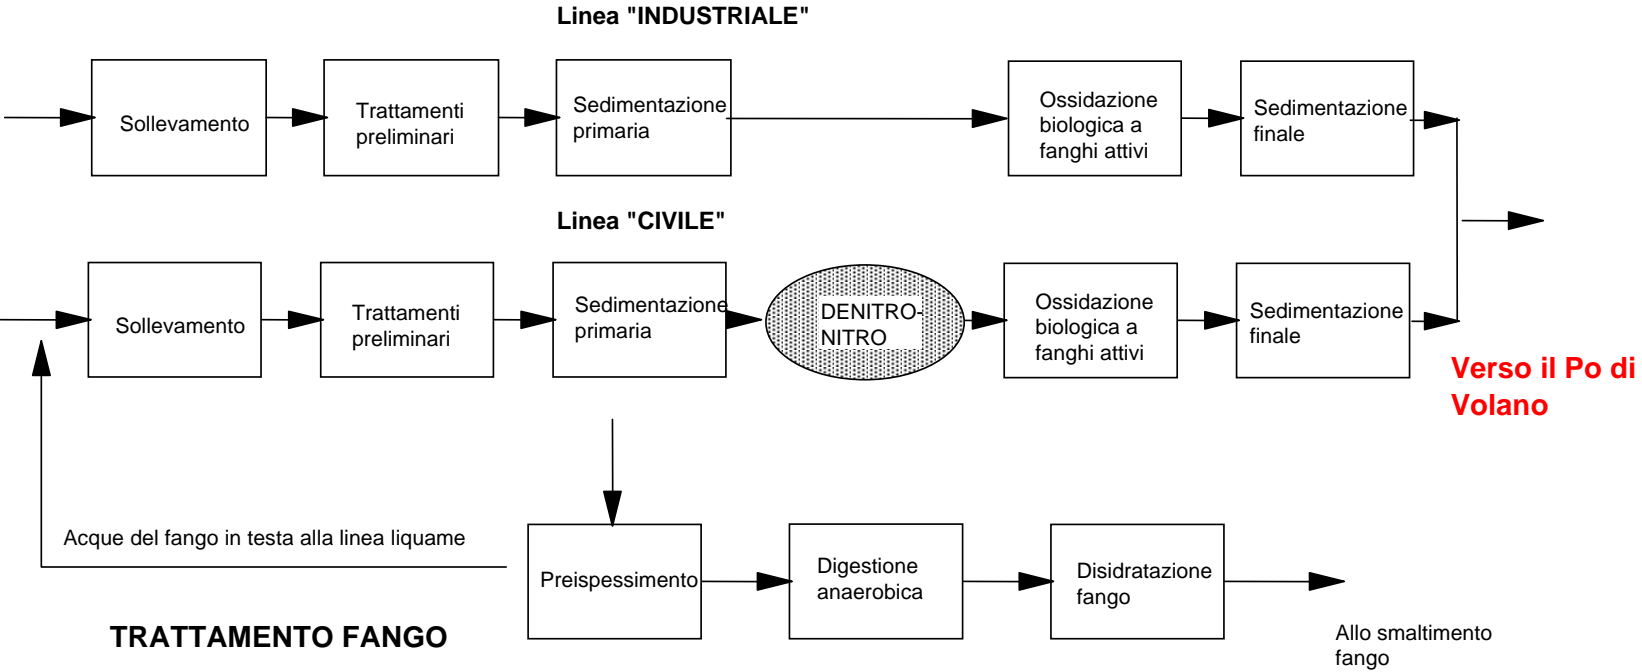 Linea "INDUSTRIALE"
Sollevamento
Trattamenti
preliminari
Sedimentazione
primaria
Ossidazione
biologica a
fanghi attivi
Sedimentazione
finale
Linea "CIVILE"
Sollevamento
Trattamenti
preliminari
Sedimentazione
primaria
DENITRO-
NITRO
Ossidazione
biologica a
fanghi attivi
Sedimentazione
finale
Verso il Po di
Volano
Acque del fango in testa alla linea liquame
Preispessimento
Digestione
anaerobica
Disidratazione
fango
TRATTAMENTO FANGO
Allo smaltimento
fango